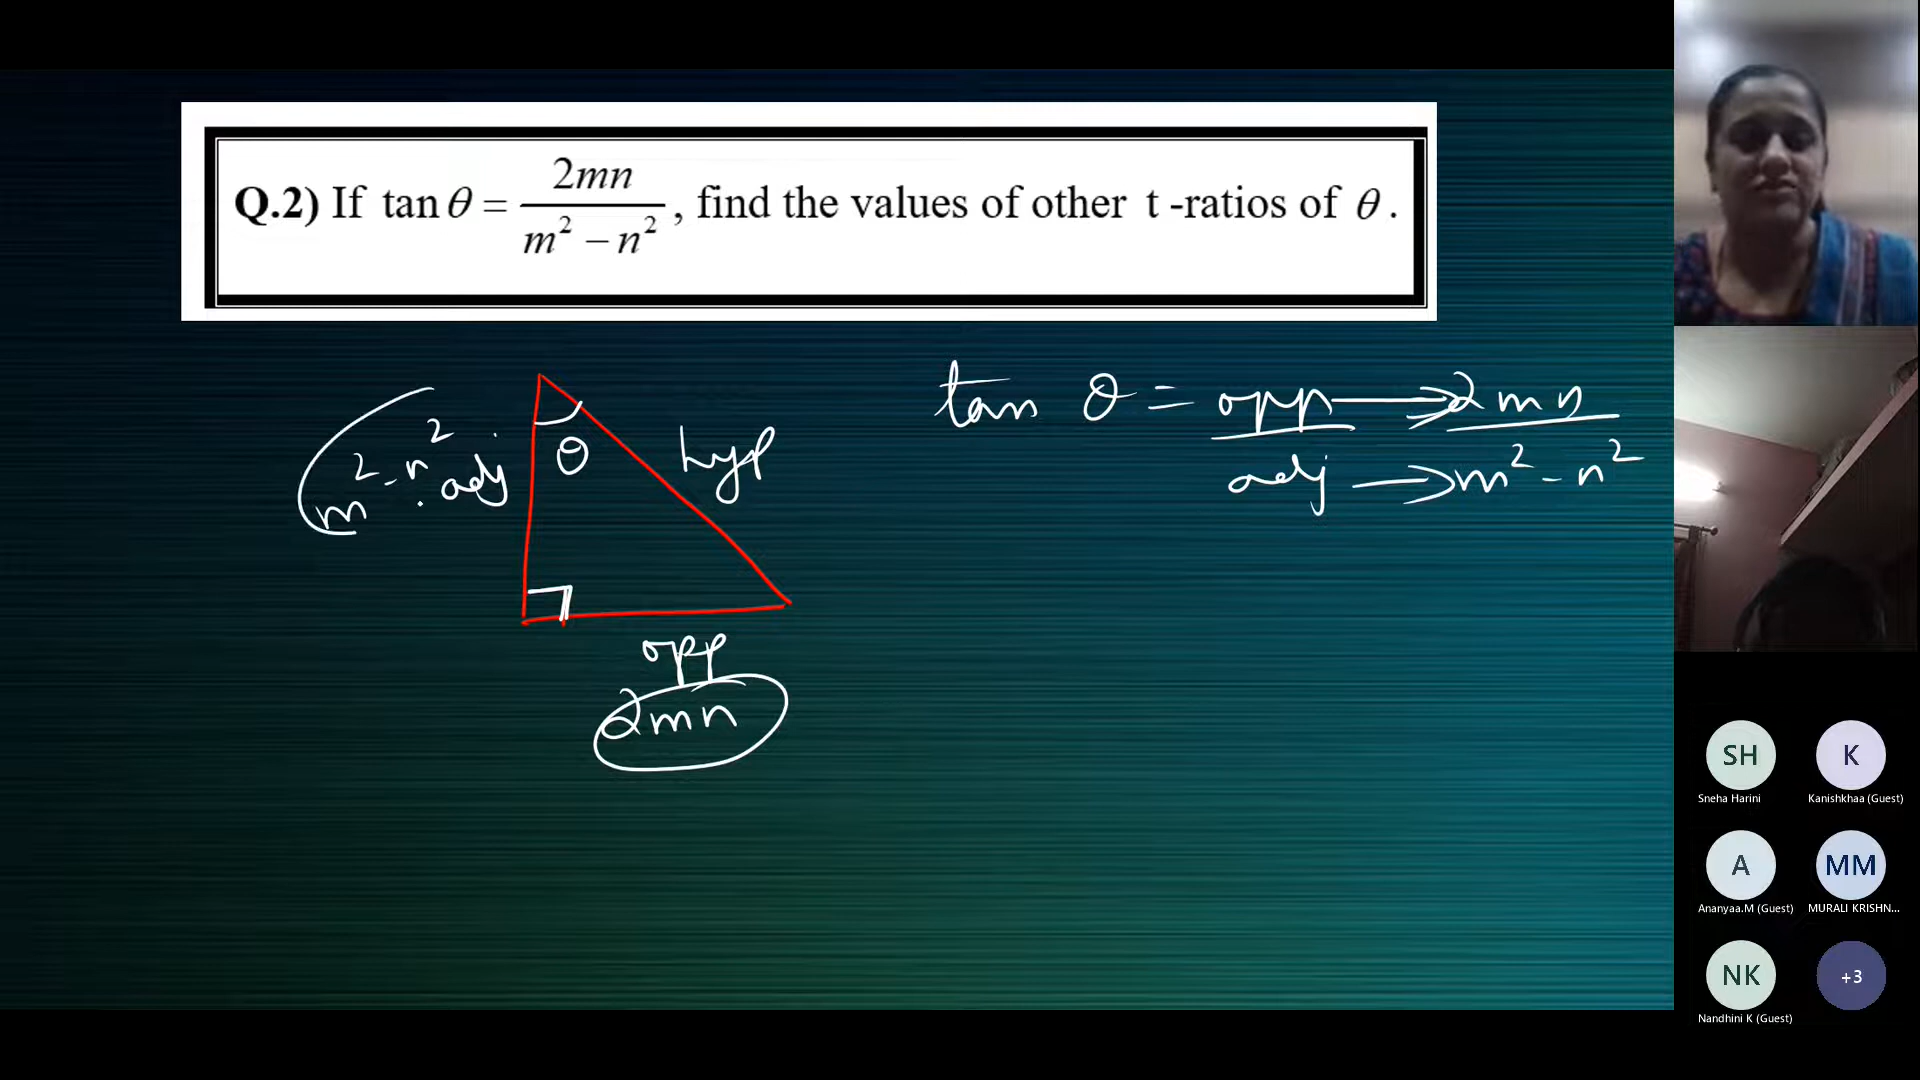 Q.2) If tan θ = 2mn / (m² − n²), find the values of other t-ratios of θ.
tan θ = opp → 2mn
adj → m² − n²
m² − n² adj
θ
hyp
opp
2mn
SH
K
Sneha Harini
Kanishkhaa (Guest)
A
MM
Ananyaa.M (Guest)
MURALI KRISHN...
NK
+3
Nandhini K (Guest)